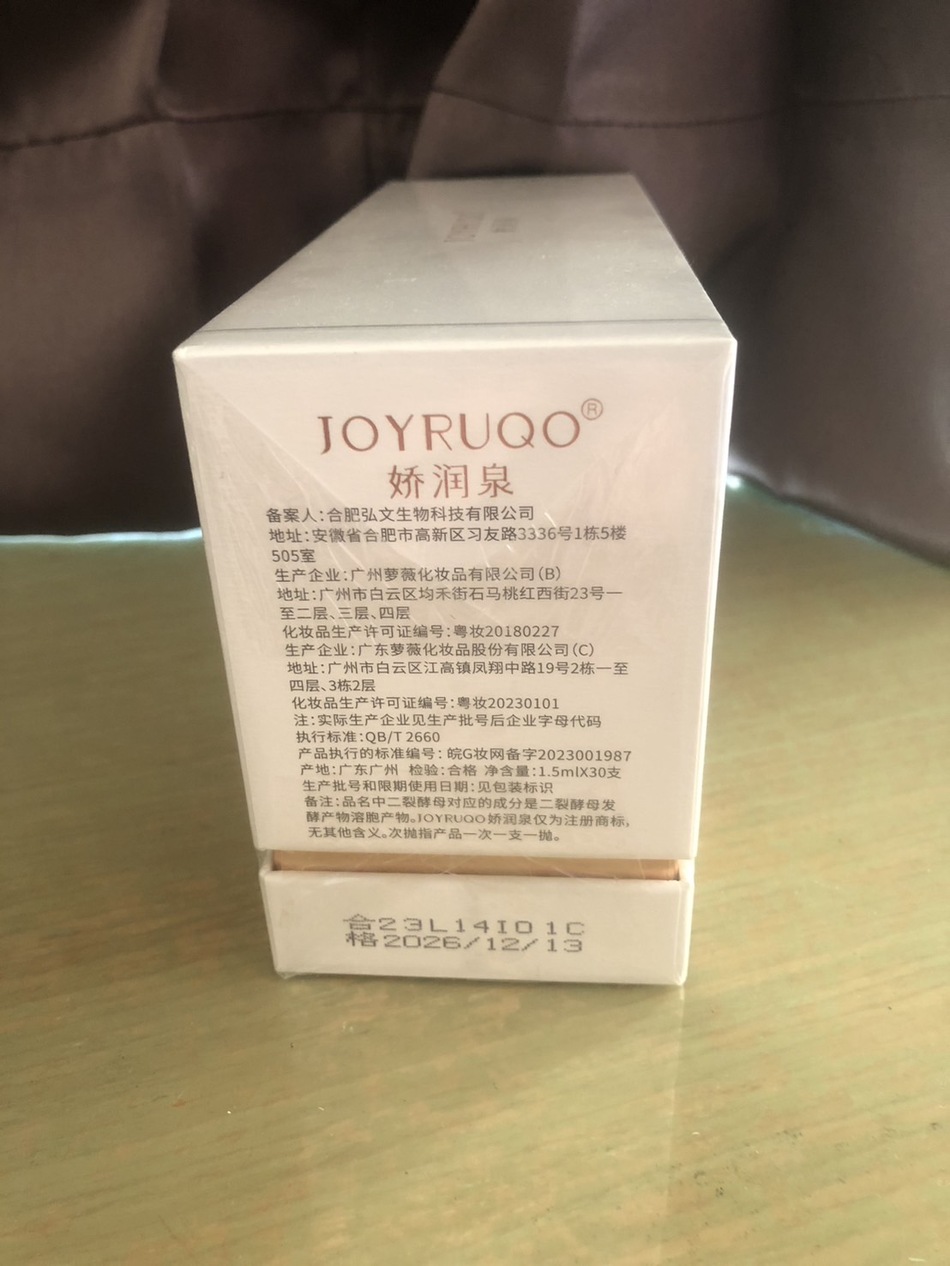 JOYRUQO®
娇润泉
备案人：合肥弘文生物科技有限公司
地址：安徽省合肥市高新区习友路3336号1栋5楼
505室
生产企业：广州萝薇化妆品有限公司（B）
地址：广州市白云区均禾街石马桃红西街23号一
至二层、三层、四层
化妆品生产许可证编号：粤妆20180227
生产企业：广东萝薇化妆品股份有限公司（C）
地址：广州市白云区江高镇凤翔中路19号2栋一至
四层、3栋2层
化妆品生产许可证编号：粤妆20230101
注：实际生产企业见生产批号后企业字母代码
执行标准：QB/T 2660
产品执行的标准编号： 皖G妆网备字2023001987
产地：广东广州 检验：合格 净含量：1.5mlX30支
生产批号和限期使用日期：见包装标识
备注：品名中二裂酵母对应的成分是二裂酵母发
酵产物溶胞产物。JOYRUQO娇润泉仅为注册商标，
无其他含义。次抛指产品一次一支一抛。
合23L14I01C
格2026/12/13